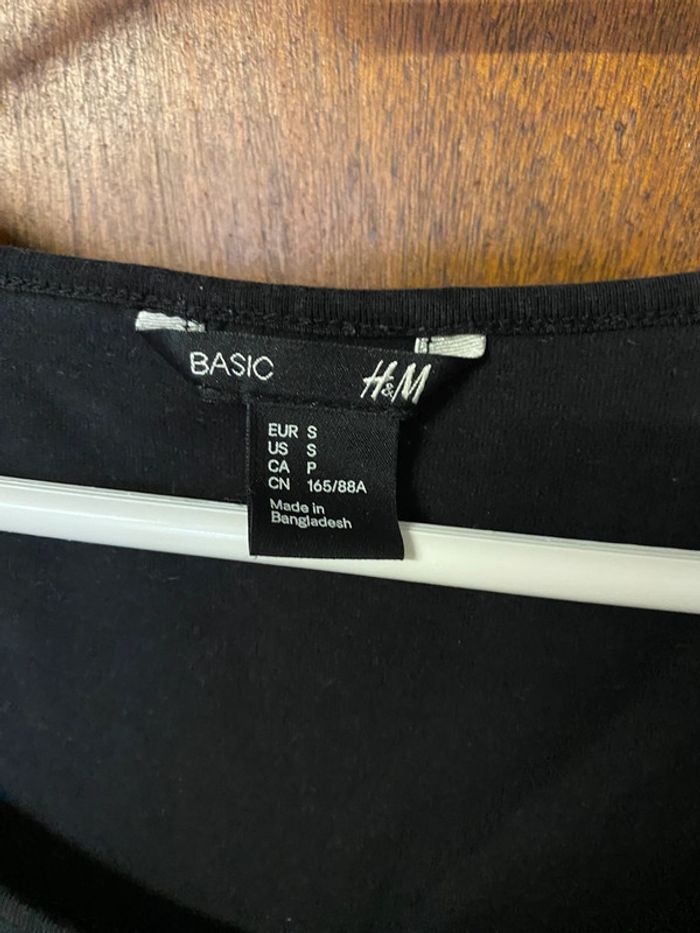 BASIC H&M
EUR S
US S
CA P
CN 165/88A
Made in
Bangladesh